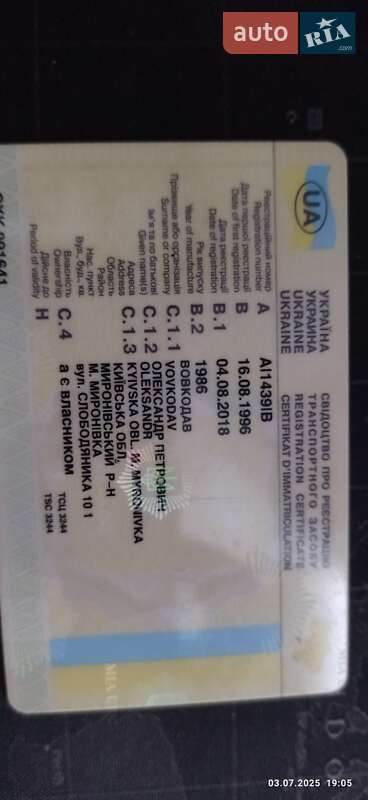 auto RIA .com
UA
УКРАЇНА
УКРАИНА
UKRAINE
UKRAINE
СВІДОЦТВО ПРО РЕЄСТРАЦІЮ
ТРАНСПОРТНОГО ЗАСОБУ
REGISTRATION CERTIFICATE
CERTIFIKAT D'IMMATRICULATION
Реєстраційний номер
Registration number
A
AI1439IB
Дата першої реєстрації
Date of first registration
B
16.08.1996
Дата реєстрації
Date of registration
B.1
04.08.2018
Рік випуску
Year of manufacture
B.2
1986
Прізвище або організація
Surname or company
C.1.1
ВОВКОДАВ
VOVKODAV
Ім'я та по батькові
Given name(s)
C.1.2
ОЛЕКСАНДР ПЕТРОВИЧ
OLEKSANDR
Адреса
Address
C.1.3
KYIVSKA OBL. M. MYRONIVKA
Область
КИЇВСЬКА ОБЛ.
Район
МИРОНІВСЬКИЙ Р-Н
Нас. пункт
М. МИРОНІВКА
Вул. буд., кв.
вул. СЛОБОДЯНИКА 10 1
Власність
Ownership
C.4
а є власником
Дійсне до
Period of validity
H
ТСЦ 3244
TSC 3244
03.07.2025 19:05